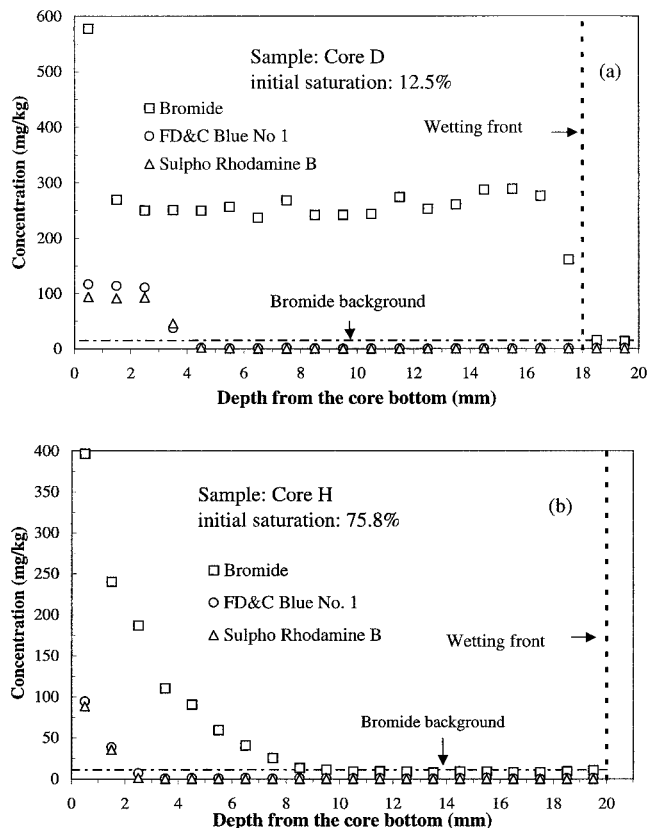 600
500
400
300
200
100
0
Concentration (mg/kg)
Sample: Core D
initial saturation: 12.5%
(a)
Bromide
FD&C Blue No 1
Sulpho Rhodamine B
Wetting front
Bromide background
0 2 4 6 8 10 12 14 16 18 20
Depth from the core bottom (mm)
400
350
300
250
200
150
100
50
0
Concentration (mg/kg)
Sample: Core H
initial saturation: 75.8%
(b)
Bromide
FD&C Blue No. 1
Sulpho Rhodamine B
Wetting front
Bromide background
0 2 4 6 8 10 12 14 16 18 20
Depth from the core bottom (mm)